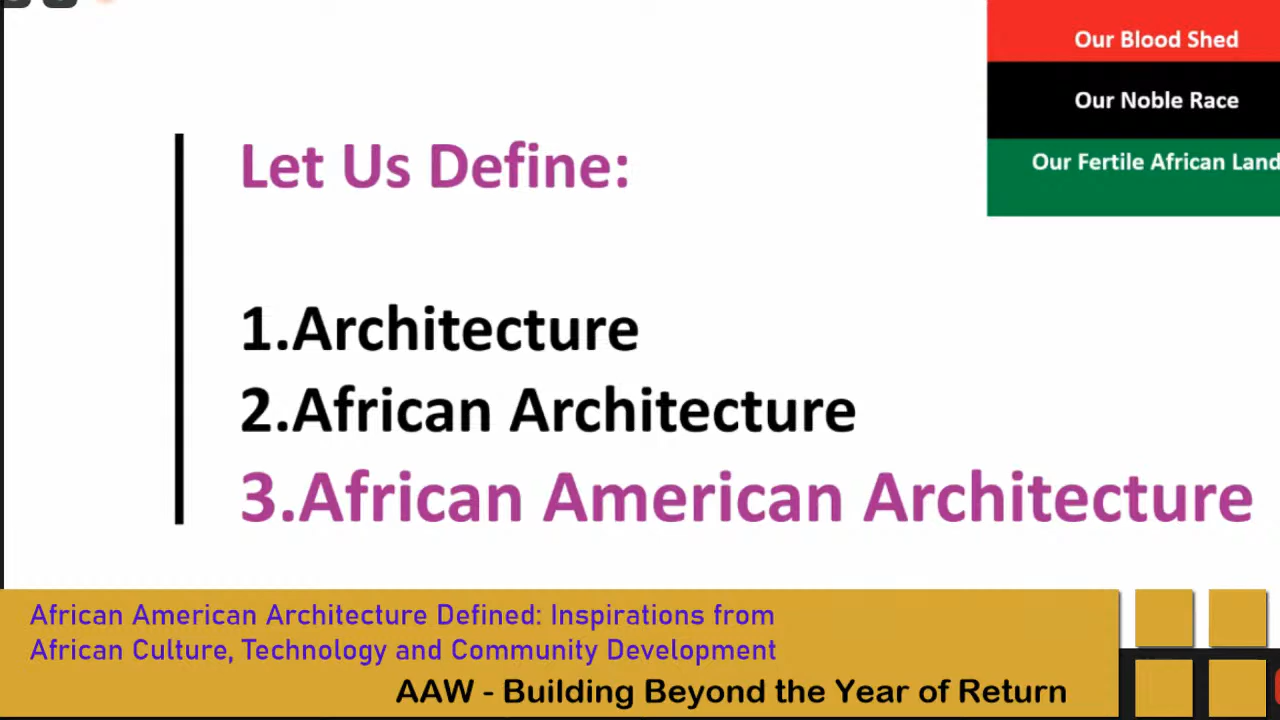 Our Blood Shed
Our Noble Race
Our Fertile African Land
Let Us Define:
1.Architecture
2.African Architecture
3.African American Architecture
African American Architecture Defined: Inspirations from
African Culture, Technology and Community Development
AAW - Building Beyond the Year of Return